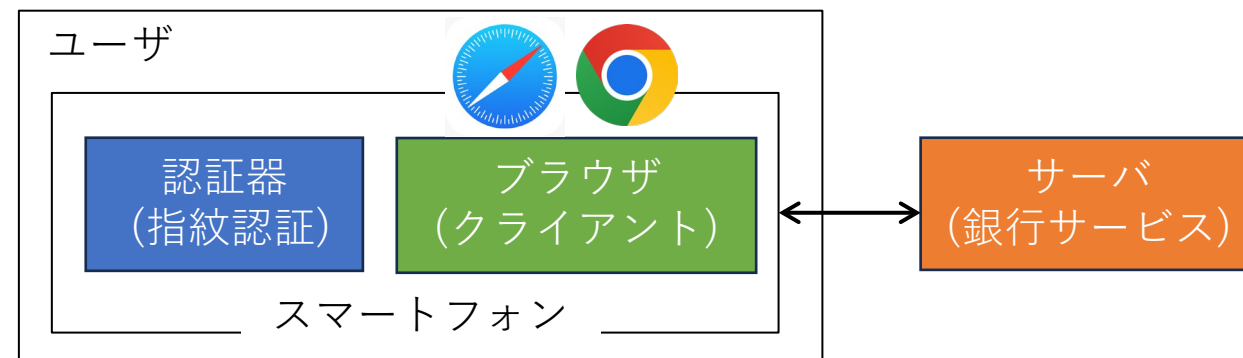 ユーザ
認証器
(指紋認証)
ブラウザ
(クライアント)
サーバ
(銀行サービス)
スマートフォン